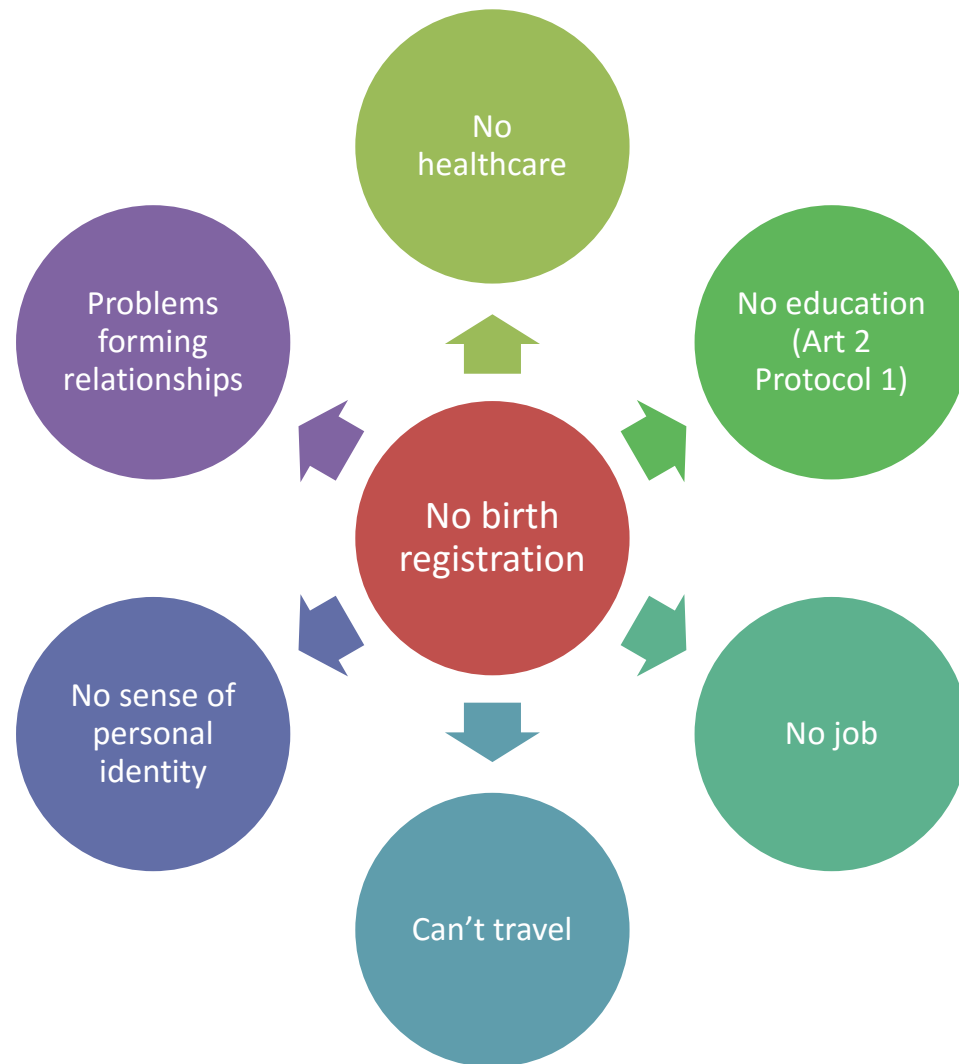 No
healthcare
No education
(Art 2
Protocol 1)
No job
Can’t travel
No sense of
personal
identity
Problems
forming
relationships
No birth
registration